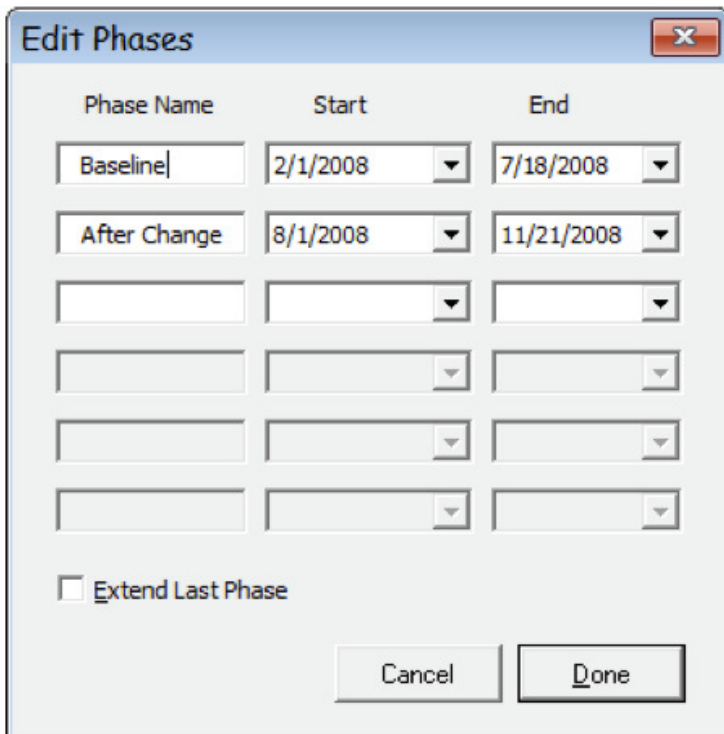 Edit Phases
Phase Name Start End
Baseline 2/1/2008 7/18/2008
After Change 8/1/2008 11/21/2008
Extend Last Phase
Cancel Done